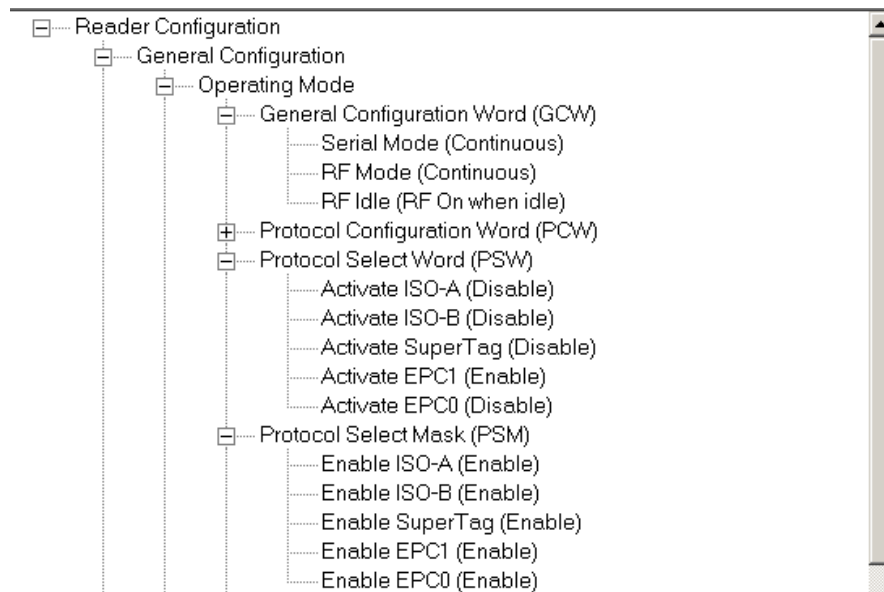 Reader Configuration
General Configuration
Operating Mode
General Configuration Word (GCW)
Serial Mode (Continuous)
RF Mode (Continuous)
RF Idle (RF On when idle)
Protocol Configuration Word (PCW)
Protocol Select Word (PSW)
Activate ISO-A (Disable)
Activate ISO-B (Disable)
Activate SuperTag (Disable)
Activate EPC1 (Enable)
Activate EPC0 (Disable)
Protocol Select Mask (PSM)
Enable ISO-A (Enable)
Enable ISO-B (Enable)
Enable SuperTag (Enable)
Enable EPC1 (Enable)
Enable EPC0 (Enable)